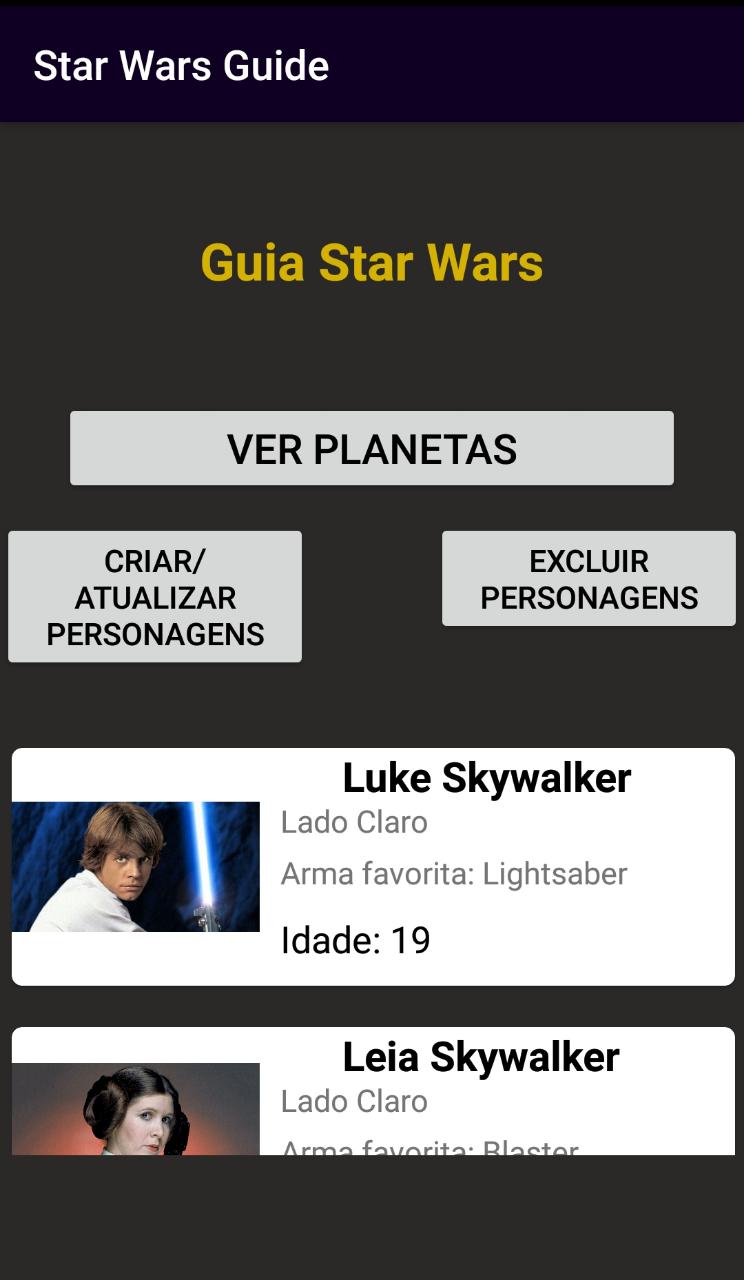 Star Wars Guide
Guia Star Wars
VER PLANETAS
CRIAR/
ATUALIZAR
PERSONAGENS
EXCLUIR
PERSONAGENS
Luke Skywalker
Lado Claro
Arma favorita: Lightsaber
Idade: 19
Leia Skywalker
Lado Claro
Arma favorita: Blaster